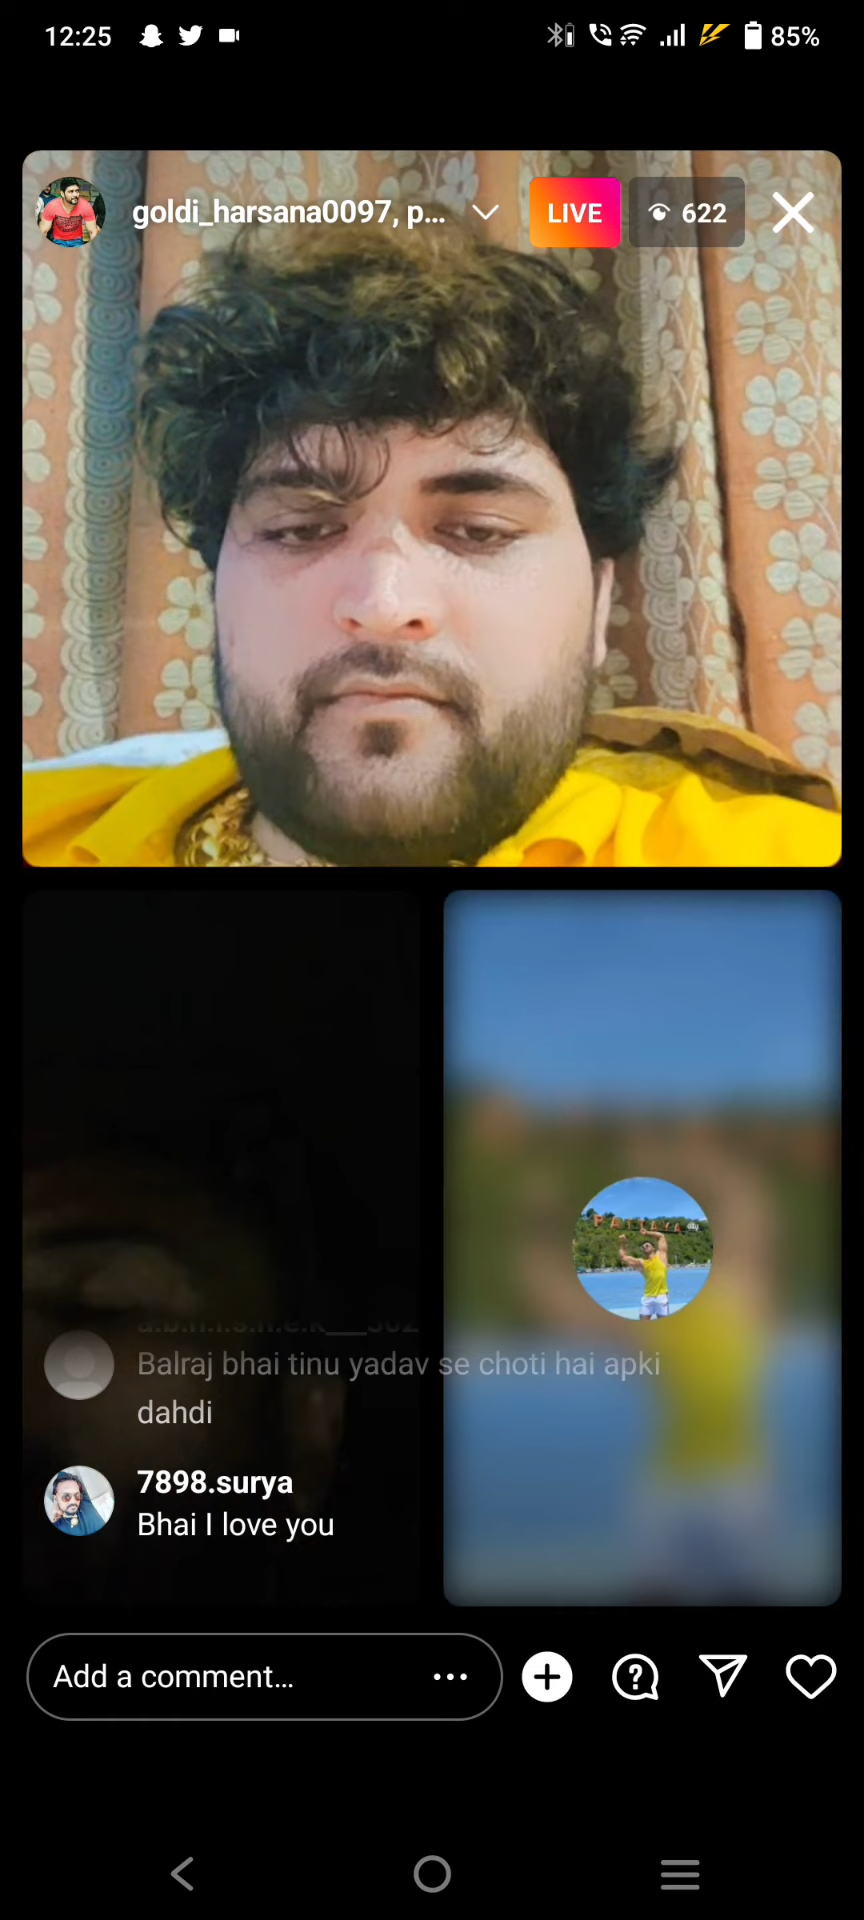 12:25
85%
goldi_harsana0097, p...
LIVE
622
Balraj bhai tinu yadav se choti hai apki
dahdi
7898.surya
Bhai I love you
Add a comment...